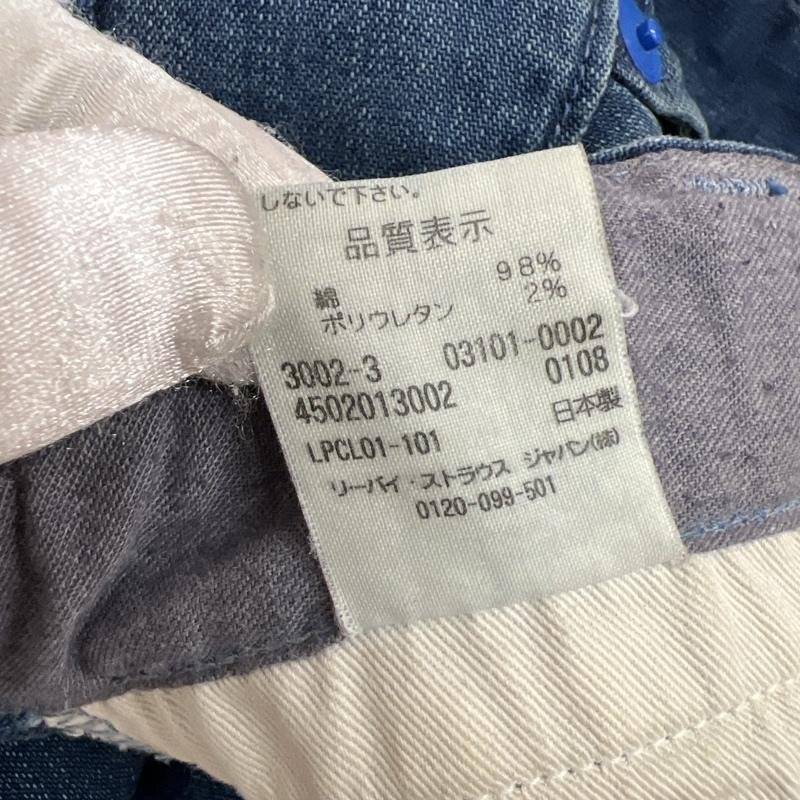 しないで下さい。
品質表示
綿 98%
ポリウレタン 2%
3002-3 03101-0002
4502013002 0108
LPCL01-101 日本製
リーバイ・ストラウス ジャパン(株)
0120-099-501